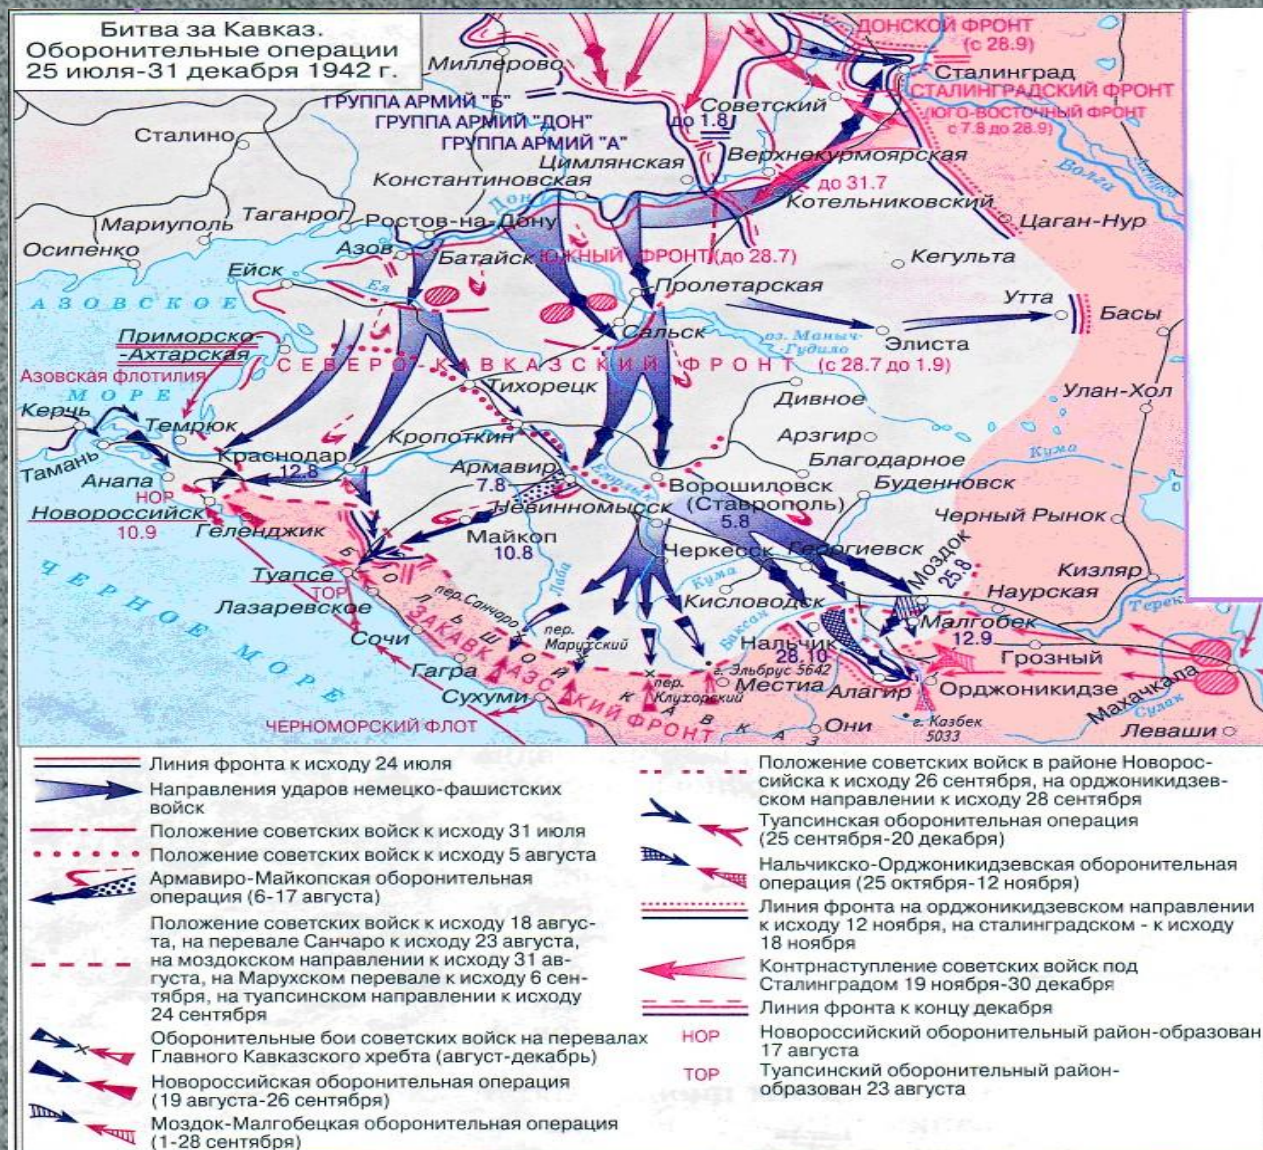 Битва за Кавказ.
Оборонительные операции
25 июля-31 декабря 1942 г.
ДОНСКОЙ ФРОНТ
(с 28.9)
Миллерово
Сталинград
СТАЛИНГРАДСКИЙ ФРОНТ
ЮГО-ВОСТОЧНЫЙ ФРОНТ
с 7.8 до 28.9)
Советский
до 1.8
ГРУППА АРМИЙ "Б"
ГРУППА АРМИЙ "ДОН"
ГРУППА АРМИЙ "А"
Сталино
Цимлянская
Верхнекурмоярская
Константиновская
до 31.7
Котельниковский
Волга
Дон
Цаган-Нур
Мариуполь
Таганрог
Ростов-на-Дону
Осипенко
Азов
Батайск
ЮЖНЫЙ ФРОНТ (до 28.7)
Кегульта
Ейск
Ея
Пролетарская
Утта
Басы
АЗОВСКОЕ
Сальск
оз. Маныч-
-Гудило
Элиста
Приморско-
-Ахтарская
СЕВЕРО-КАВКАЗСКИЙ ФРОНТ (с 28.7 до 1.9)
Азовская флотилия
МОРЕ
Тихорецк
Дивное
Улан-Хол
Керчь
Темрюк
Кропоткин
Арзгир
Тамань
Краснодар
12.8
Армавир
7.8
Егорлык
Благодарное
Кума
Анапа
НОР
Ворошиловск
(Ставрополь)
5.8
Буденновск
Новороссийск
10.9
Невинномысск
Черный Рынок
Геленджик
Майкоп
10.8
Черкесск
Георгиевск
Моздок
25.8
Кизляр
ЧЕРНОЕ МОРЕ
Туапсе
ТОР
Лаба
Кума
Наурская
Терек
Лазаревское
пер. Санчаро
Кисловодск
Малгобек
12.9
Сочи
пер.
Марухский
Баксан
Нальчик
28.10
Грозный
БОЛЬШОЙ КАВКАЗ
ЗАКАВКАЗСКИЙ ФРОНТ
Гагра
г. Эльбрус 5642
Местиа
Алагир
Орджоникидзе
Махачкала
Сулак
Сухуми
пер.
Клухорский
ЧЕРНОМОРСКИЙ ФЛОТ
Они
г. Казбек
5033
Леваши
Линия фронта к исходу 24 июля
Направления ударов немецко-фашистских
войск
Положение советских войск к исходу 31 июля
Положение советских войск к исходу 5 августа
Армавиро-Майкопская оборонительная
операция (6-17 августа)
Положение советских войск к исходу 18 авгус-
та, на перевале Санчаро к исходу 23 августа,
на моздокском направлении к исходу 31 ав-
густа, на Марухском перевале к исходу 6 сен-
тября, на туапсинском направлении к исходу
24 сентября
Оборонительные бои советских войск на перевалах
Главного Кавказского хребта (август-декабрь)
Новороссийская оборонительная операция
(19 августа-26 сентября)
Моздок-Малгобецкая оборонительная операция
(1-28 сентября)
Положение советских войск в районе Новорос-
сийска к исходу 26 сентября, на орджоникидзев-
ском направлении к исходу 28 сентября
Туапсинская оборонительная операция
(25 сентября-20 декабря)
Нальчикско-Орджоникидзевская оборонительная
операция (25 октября-12 ноября)
Линия фронта на орджоникидзевском направлении
к исходу 12 ноября, на сталинградском - к исходу
18 ноября
Контрнаступление советских войск под
Сталинградом 19 ноября-30 декабря
Линия фронта к концу декабря
НОР Новороссийский оборонительный район-образован
17 августа
ТОР Туапсинский оборонительный район-
образован 23 августа